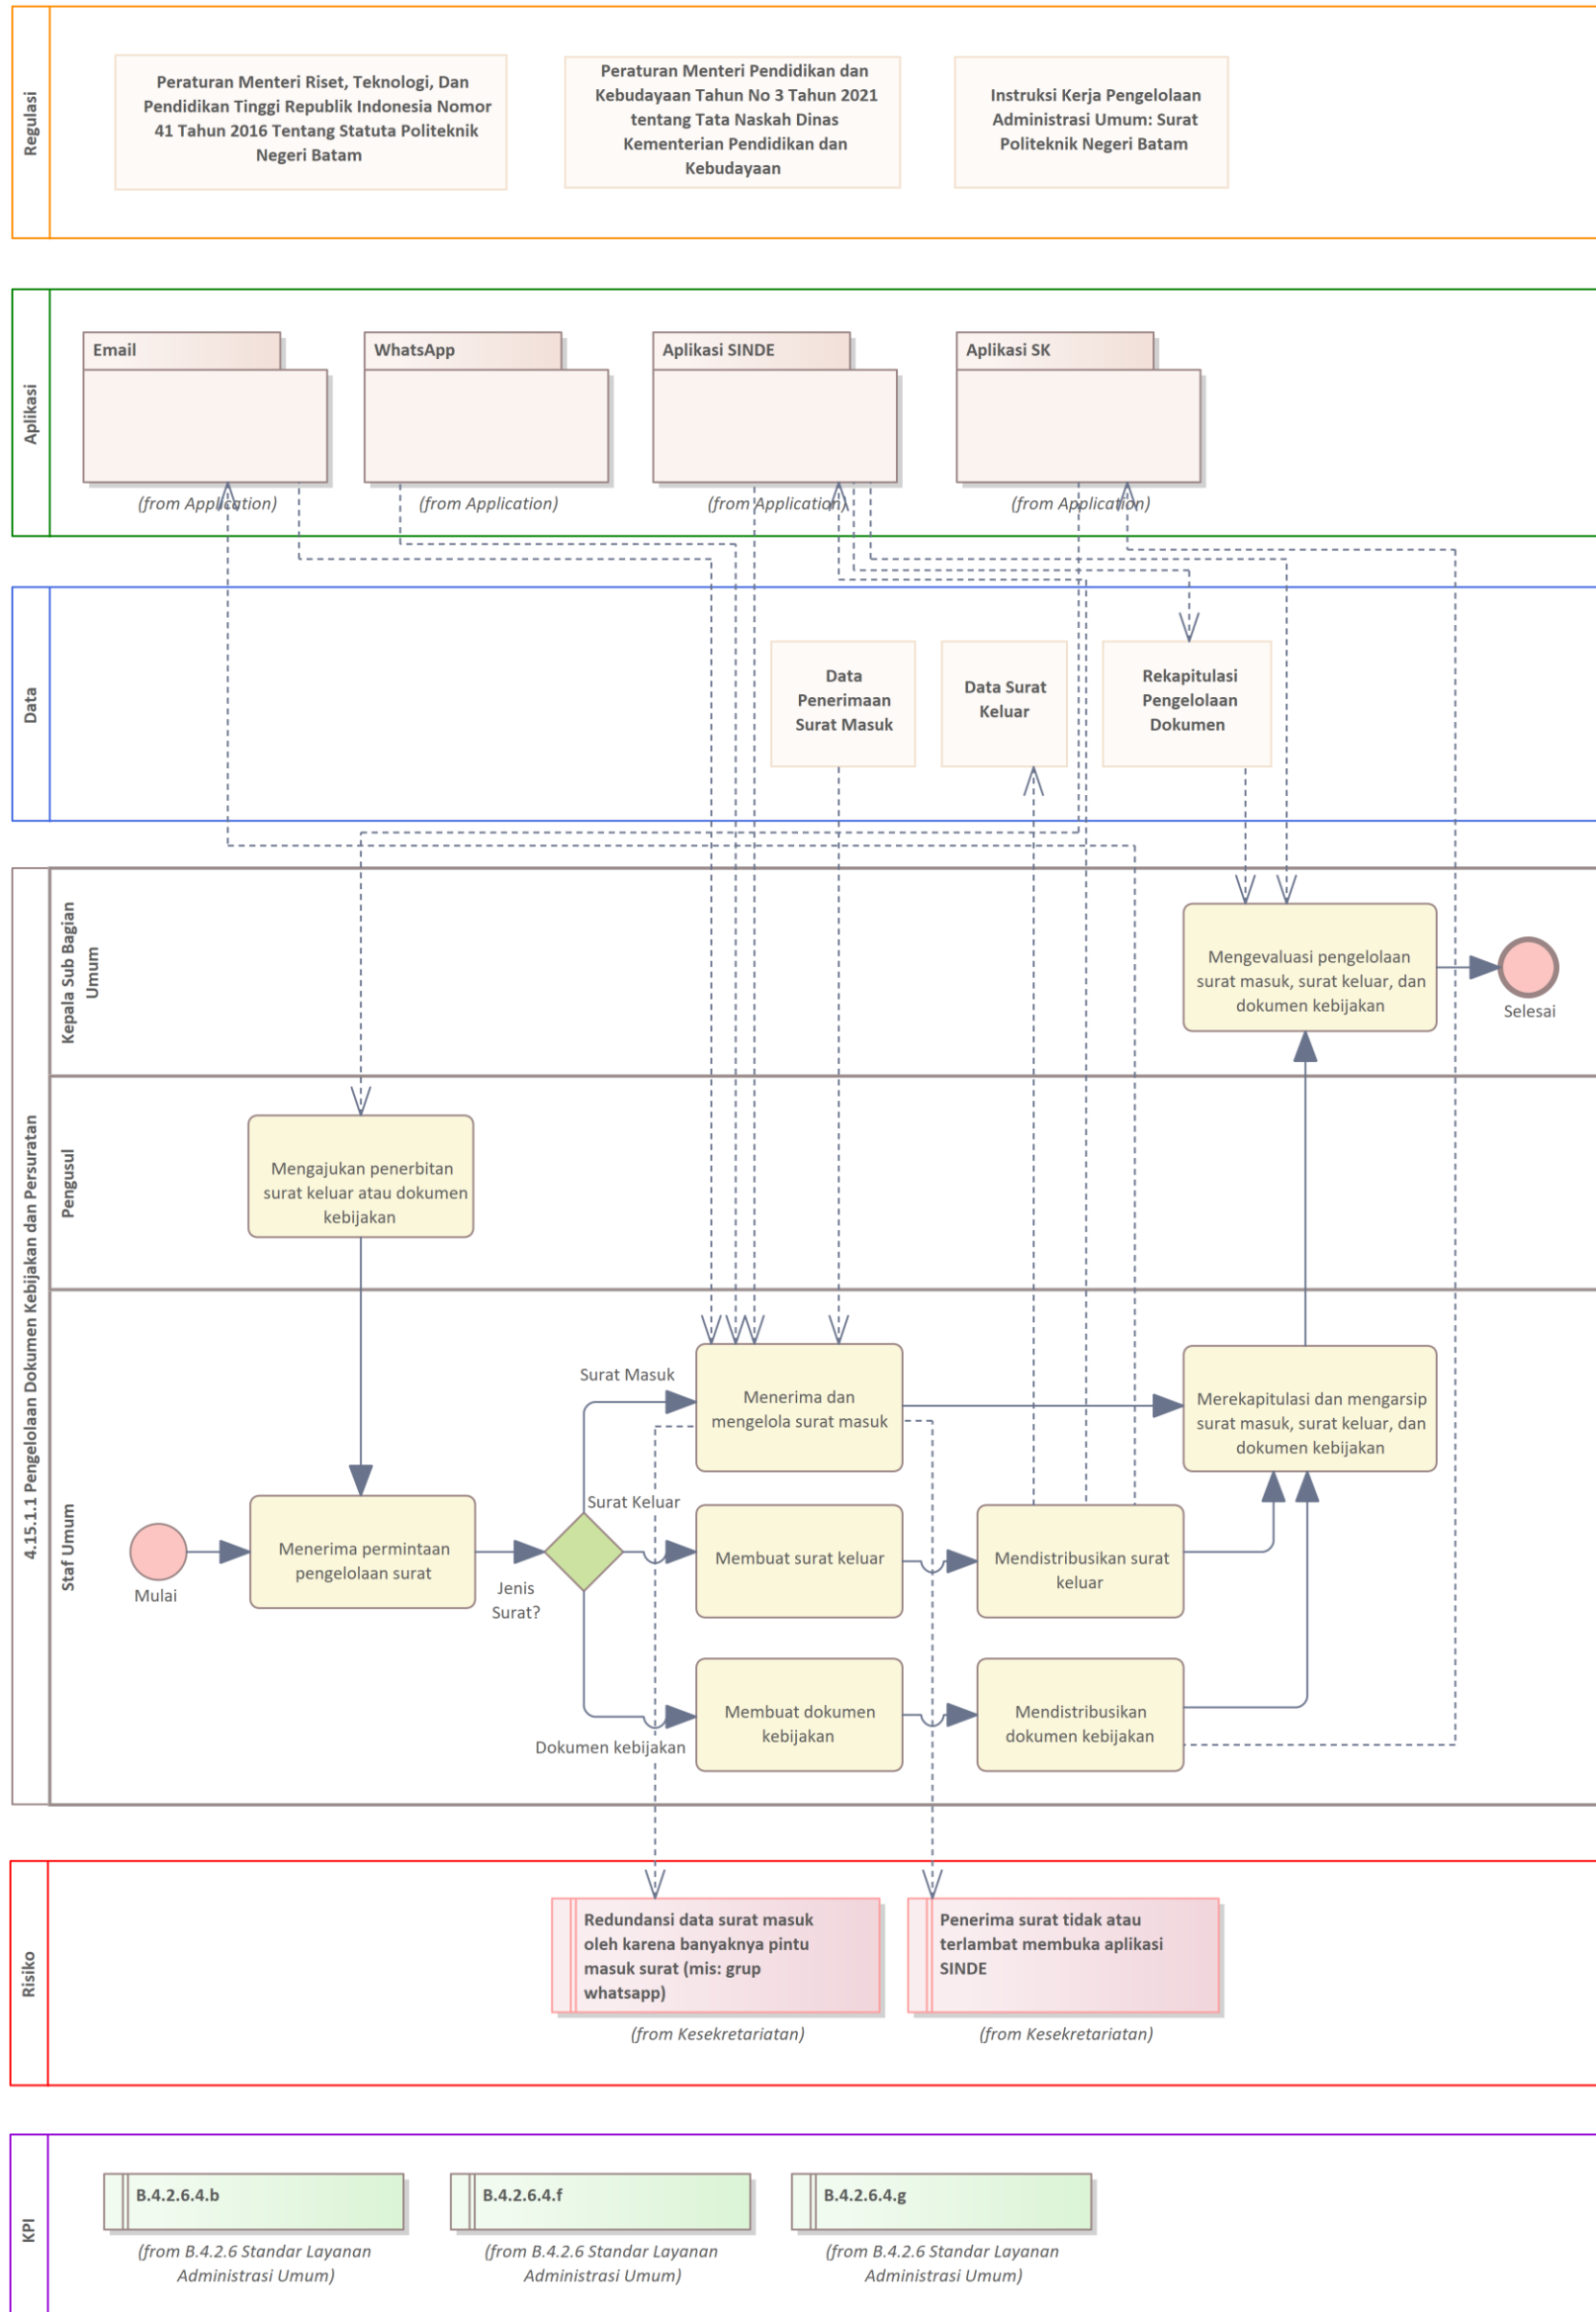 Regulasi
Peraturan Menteri Riset, Teknologi, Dan
Pendidikan Tinggi Republik Indonesia Nomor
41 Tahun 2016 Tentang Statuta Politeknik
Negeri Batam
Peraturan Menteri Pendidikan dan
Kebudayaan Tahun No 3 Tahun 2021
tentang Tata Naskah Dinas
Kementerian Pendidikan dan
Kebudayaan
Instruksi Kerja Pengelolaan
Administrasi Umum: Surat
Politeknik Negeri Batam
Aplikasi
Email
(from Application)
WhatsApp
(from Application)
Aplikasi SINDE
(from Application)
Aplikasi SK
(from Application)
Data
Data
Penerimaan
Surat Masuk
Data Surat
Keluar
Rekapitulasi
Pengelolaan
Dokumen
4.15.1.1 Pengelolaan Dokumen Kebijakan dan Persuratan
Kepala Sub Bagian
Umum
Mengevaluasi pengelolaan
surat masuk, surat keluar, dan
dokumen kebijakan
Selesai
Pengusul
Mengajukan penerbitan
surat keluar atau dokumen
kebijakan
Staf Umum
Mulai
Menerima permintaan
pengelolaan surat
Jenis
Surat?
Surat Masuk
Surat Keluar
Dokumen kebijakan
Menerima dan
mengelola surat masuk
Membuat surat keluar
Mendistribusikan surat
keluar
Membuat dokumen
kebijakan
Mendistribusikan
dokumen kebijakan
Merekapitulasi dan mengarsip
surat masuk, surat keluar, dan
dokumen kebijakan
Risiko
Redundansi data surat masuk
oleh karena banyaknya pintu
masuk surat (mis: grup
whatsapp)
(from Kesekretariatan)
Penerima surat tidak atau
terlambat membuka aplikasi
SINDE
(from Kesekretariatan)
KPI
B.4.2.6.4.b
(from B.4.2.6 Standar Layanan
Administrasi Umum)
B.4.2.6.4.f
(from B.4.2.6 Standar Layanan
Administrasi Umum)
B.4.2.6.4.g
(from B.4.2.6 Standar Layanan
Administrasi Umum)